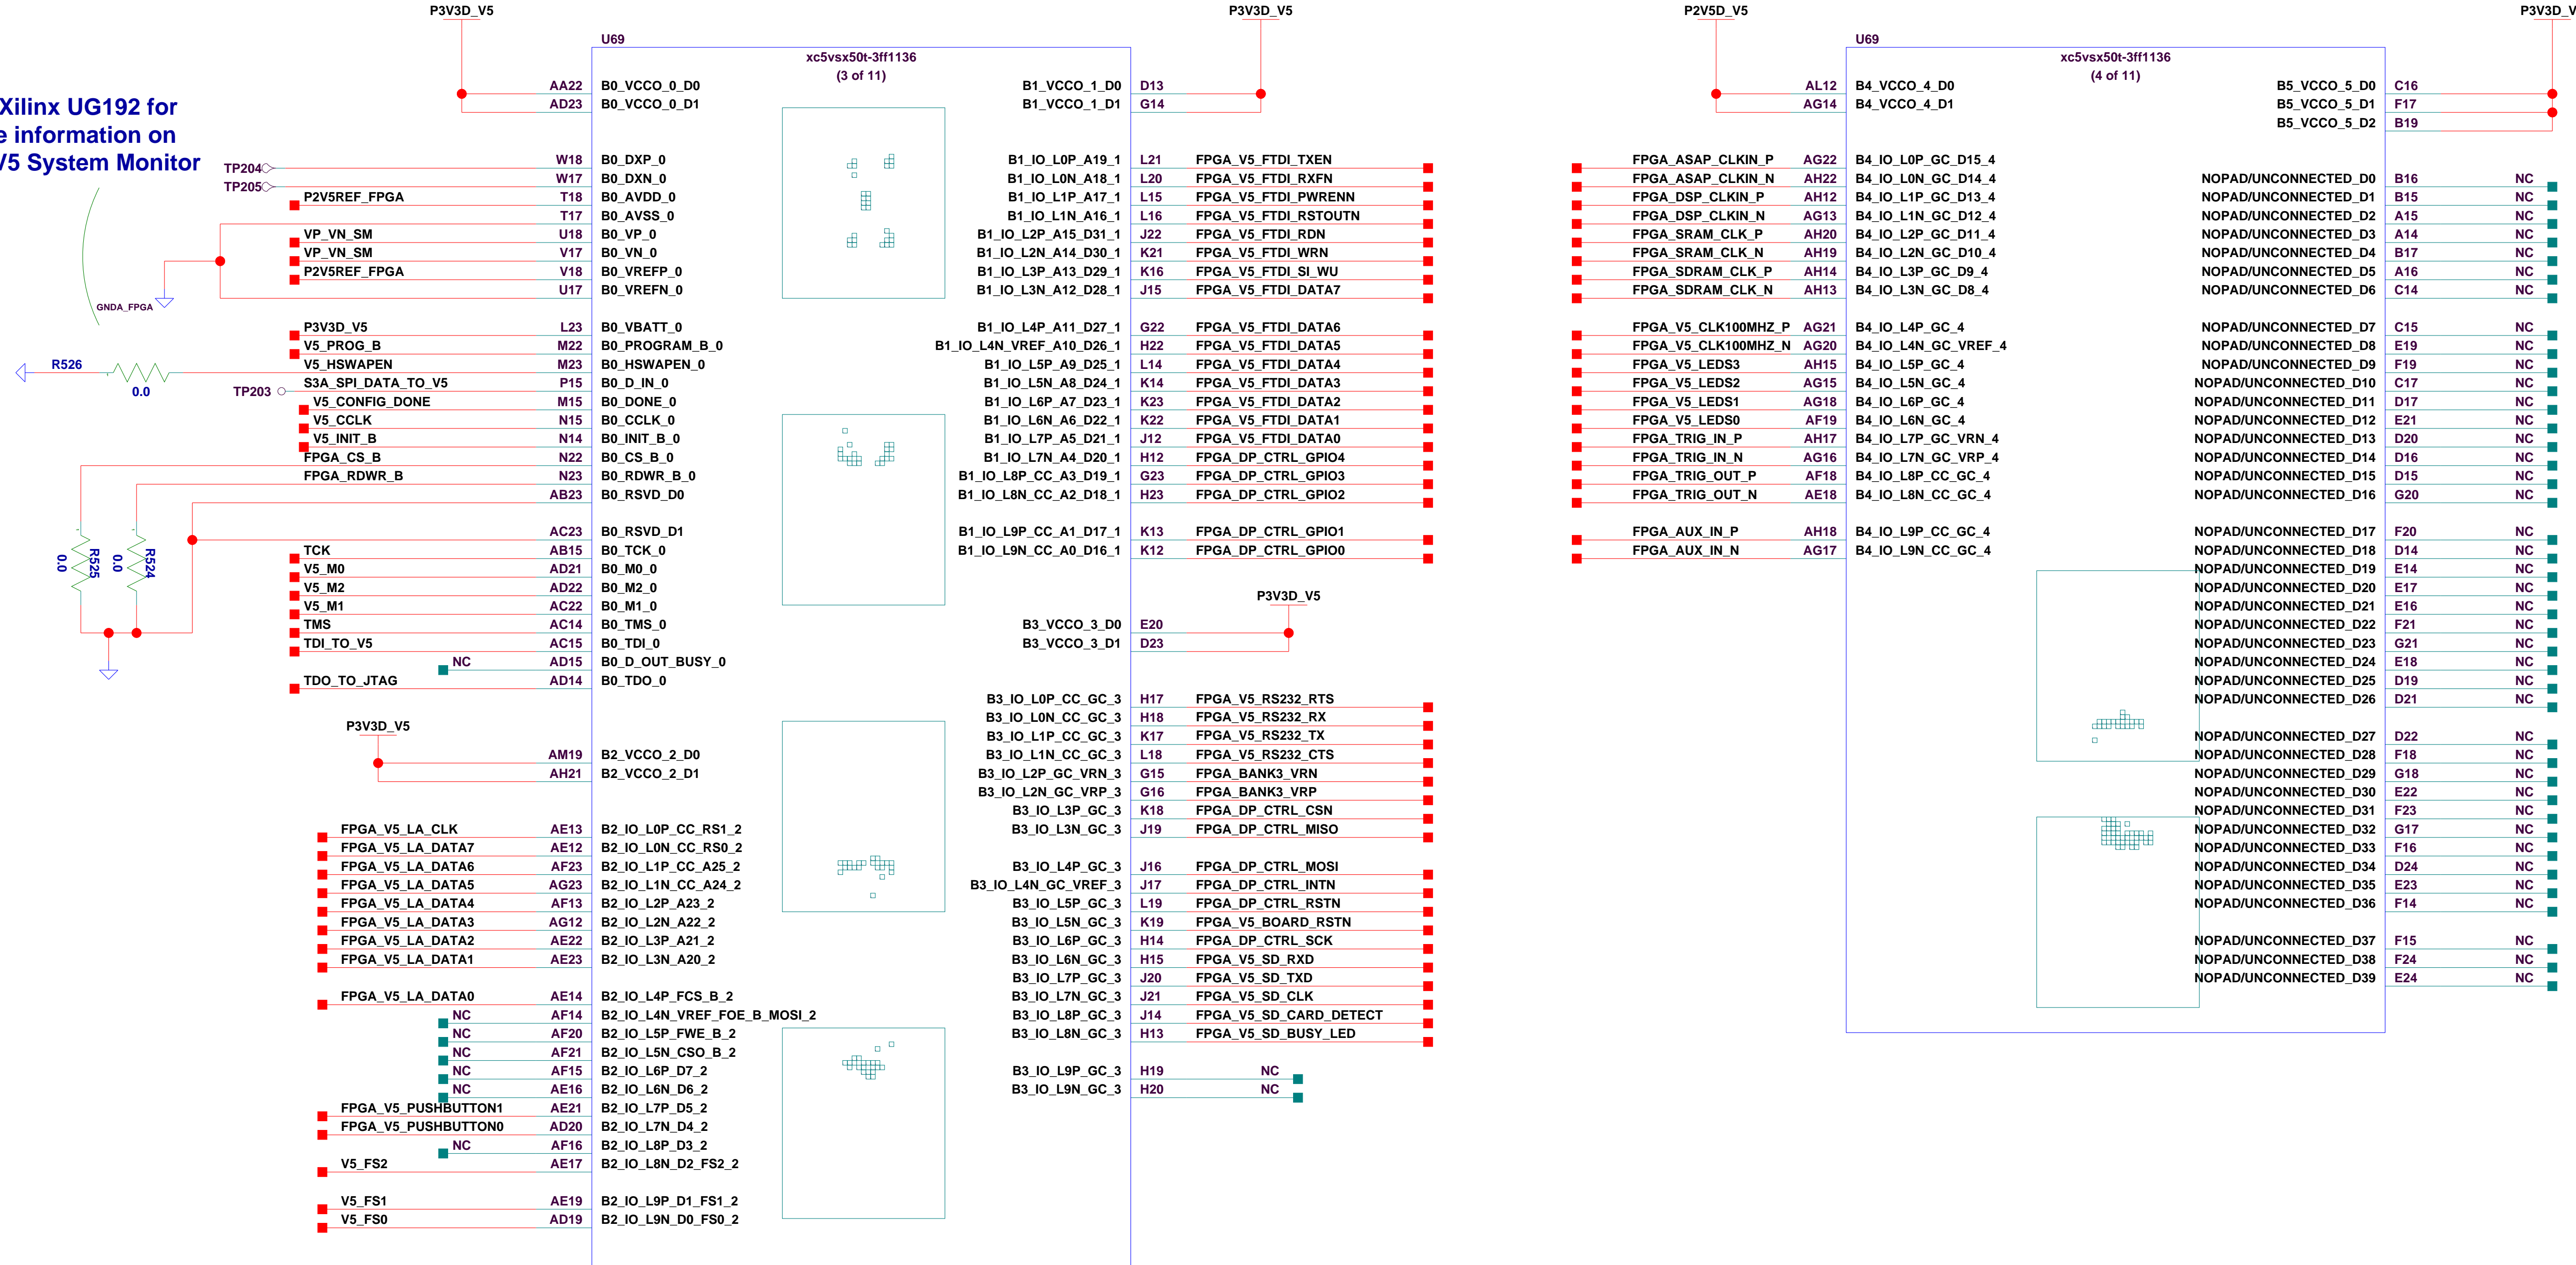 Xilinx UG192 for
e information on
V5 System Monitor
P3V3D_V5
U69
xc5vsx50t-3ff1136
(3 of 11)
AA22 B0_VCCO_0_D0
AD23 B0_VCCO_0_D1
TP204 W18 B0_DXP_0
TP205 W17 B0_DXN_0
P2V5REF_FPGA T18 B0_AVDD_0
T17 B0_AVSS_0
VP_VN_SM U18 B0_VP_0
VP_VN_SM V17 B0_VN_0
P2V5REF_FPGA V18 B0_VREFP_0
U17 B0_VREFN_0
GNDA_FPGA
P3V3D_V5 L23 B0_VBATT_0
V5_PROG_B M22 B0_PROGRAM_B_0
R526 V5_HSWAPEN M23 B0_HSWAPEN_0
0.0
TP203 S3A_SPI_DATA_TO_V5 P15 B0_D_IN_0
V5_CONFIG_DONE M15 B0_DONE_0
V5_CCLK N15 B0_CCLK_0
V5_INIT_B N14 B0_INIT_B_0
FPGA_CS_B N22 B0_CS_B_0
FPGA_RDWR_B N23 B0_RDWR_B_0
AB23 B0_RSVD_D0
AC23 B0_RSVD_D1
R525
0.0
R524
0.0
TCK AB15 B0_TCK_0
V5_M0 AD21 B0_M0_0
V5_M2 AD22 B0_M2_0
V5_M1 AC22 B0_M1_0
TMS AC14 B0_TMS_0
TDI_TO_V5 AC15 B0_TDI_0
NC AD15 B0_D_OUT_BUSY_0
TDO_TO_JTAG AD14 B0_TDO_0
P3V3D_V5
AM19 B2_VCCO_2_D0
AH21 B2_VCCO_2_D1
FPGA_V5_LA_CLK AE13 B2_IO_L0P_CC_RS1_2
FPGA_V5_LA_DATA7 AE12 B2_IO_L0N_CC_RS0_2
FPGA_V5_LA_DATA6 AF23 B2_IO_L1P_CC_A25_2
FPGA_V5_LA_DATA5 AG23 B2_IO_L1N_CC_A24_2
FPGA_V5_LA_DATA4 AF13 B2_IO_L2P_A23_2
FPGA_V5_LA_DATA3 AG12 B2_IO_L2N_A22_2
FPGA_V5_LA_DATA2 AE22 B2_IO_L3P_A21_2
FPGA_V5_LA_DATA1 AE23 B2_IO_L3N_A20_2
FPGA_V5_LA_DATA0 AE14 B2_IO_L4P_FCS_B_2
NC AF14 B2_IO_L4N_VREF_FOE_B_MOSI_2
NC AF20 B2_IO_L5P_FWE_B_2
NC AF21 B2_IO_L5N_CSO_B_2
NC AF15 B2_IO_L6P_D7_2
NC AE16 B2_IO_L6N_D6_2
FPGA_V5_PUSHBUTTON1 AE21 B2_IO_L7P_D5_2
FPGA_V5_PUSHBUTTON0 AD20 B2_IO_L7N_D4_2
NC AF16 B2_IO_L8P_D3_2
V5_FS2 AE17 B2_IO_L8N_D2_FS2_2
V5_FS1 AE19 B2_IO_L9P_D1_FS1_2
V5_FS0 AD19 B2_IO_L9N_D0_FS0_2
P3V3D_V5
B1_VCCO_1_D0 D13
B1_VCCO_1_D1 G14
B1_IO_L0P_A19_1 L21 FPGA_V5_FTDI_TXEN
B1_IO_L0N_A18_1 L20 FPGA_V5_FTDI_RXFN
B1_IO_L1P_A17_1 L15 FPGA_V5_FTDI_PWRENN
B1_IO_L1N_A16_1 L16 FPGA_V5_FTDI_RSTOUTN
B1_IO_L2P_A15_D31_1 J22 FPGA_V5_FTDI_RDN
B1_IO_L2N_A14_D30_1 K21 FPGA_V5_FTDI_WRN
B1_IO_L3P_A13_D29_1 K16 FPGA_V5_FTDI_SI_WU
B1_IO_L3N_A12_D28_1 J15 FPGA_V5_FTDI_DATA7
B1_IO_L4P_A11_D27_1 G22 FPGA_V5_FTDI_DATA6
B1_IO_L4N_VREF_A10_D26_1 H22 FPGA_V5_FTDI_DATA5
B1_IO_L5P_A9_D25_1 L14 FPGA_V5_FTDI_DATA4
B1_IO_L5N_A8_D24_1 K14 FPGA_V5_FTDI_DATA3
B1_IO_L6P_A7_D23_1 K23 FPGA_V5_FTDI_DATA2
B1_IO_L6N_A6_D22_1 K22 FPGA_V5_FTDI_DATA1
B1_IO_L7P_A5_D21_1 J12 FPGA_V5_FTDI_DATA0
B1_IO_L7N_A4_D20_1 H12 FPGA_DP_CTRL_GPIO4
B1_IO_L8P_CC_A3_D19_1 G23 FPGA_DP_CTRL_GPIO3
B1_IO_L8N_CC_A2_D18_1 H23 FPGA_DP_CTRL_GPIO2
B1_IO_L9P_CC_A1_D17_1 K13 FPGA_DP_CTRL_GPIO1
B1_IO_L9N_CC_A0_D16_1 K12 FPGA_DP_CTRL_GPIO0
P3V3D_V5
B3_VCCO_3_D0 E20
B3_VCCO_3_D1 D23
B3_IO_L0P_CC_GC_3 H17 FPGA_V5_RS232_RTS
B3_IO_L0N_CC_GC_3 H18 FPGA_V5_RS232_RX
B3_IO_L1P_CC_GC_3 K17 FPGA_V5_RS232_TX
B3_IO_L1N_CC_GC_3 L18 FPGA_V5_RS232_CTS
B3_IO_L2P_GC_VRN_3 G15 FPGA_BANK3_VRN
B3_IO_L2N_GC_VRP_3 G16 FPGA_BANK3_VRP
B3_IO_L3P_GC_3 K18 FPGA_DP_CTRL_CSN
B3_IO_L3N_GC_3 J19 FPGA_DP_CTRL_MISO
B3_IO_L4P_GC_3 J16 FPGA_DP_CTRL_MOSI
B3_IO_L4N_GC_VREF_3 J17 FPGA_DP_CTRL_INTN
B3_IO_L5P_GC_3 L19 FPGA_DP_CTRL_RSTN
B3_IO_L5N_GC_3 K19 FPGA_V5_BOARD_RSTN
B3_IO_L6P_GC_3 H14 FPGA_DP_CTRL_SCK
B3_IO_L6N_GC_3 H15 FPGA_V5_SD_RXD
B3_IO_L7P_GC_3 J20 FPGA_V5_SD_TXD
B3_IO_L7N_GC_3 J21 FPGA_V5_SD_CLK
B3_IO_L8P_GC_3 J14 FPGA_V5_SD_CARD_DETECT
B3_IO_L8N_GC_3 H13 FPGA_V5_SD_BUSY_LED
B3_IO_L9P_GC_3 H19 NC
B3_IO_L9N_GC_3 H20 NC
P2V5D_V5
U69
xc5vsx50t-3ff1136
(4 of 11)
AL12 B4_VCCO_4_D0
AG14 B4_VCCO_4_D1
FPGA_ASAP_CLKIN_P AG22 B4_IO_L0P_GC_D15_4
FPGA_ASAP_CLKIN_N AH22 B4_IO_L0N_GC_D14_4
FPGA_DSP_CLKIN_P AH12 B4_IO_L1P_GC_D13_4
FPGA_DSP_CLKIN_N AG13 B4_IO_L1N_GC_D12_4
FPGA_SRAM_CLK_P AH20 B4_IO_L2P_GC_D11_4
FPGA_SRAM_CLK_N AH19 B4_IO_L2N_GC_D10_4
FPGA_SDRAM_CLK_P AH14 B4_IO_L3P_GC_D9_4
FPGA_SDRAM_CLK_N AH13 B4_IO_L3N_GC_D8_4
FPGA_V5_CLK100MHZ_P AG21 B4_IO_L4P_GC_4
FPGA_V5_CLK100MHZ_N AG20 B4_IO_L4N_GC_VREF_4
FPGA_V5_LEDS3 AH15 B4_IO_L5P_GC_4
FPGA_V5_LEDS2 AG15 B4_IO_L5N_GC_4
FPGA_V5_LEDS1 AG18 B4_IO_L6P_GC_4
FPGA_V5_LEDS0 AF19 B4_IO_L6N_GC_4
FPGA_TRIG_IN_P AH17 B4_IO_L7P_GC_VRN_4
FPGA_TRIG_IN_N AG16 B4_IO_L7N_GC_VRP_4
FPGA_TRIG_OUT_P AF18 B4_IO_L8P_CC_GC_4
FPGA_TRIG_OUT_N AE18 B4_IO_L8N_CC_GC_4
FPGA_AUX_IN_P AH18 B4_IO_L9P_CC_GC_4
FPGA_AUX_IN_N AG17 B4_IO_L9N_CC_GC_4
P3V3D_V
B5_VCCO_5_D0 C16
B5_VCCO_5_D1 F17
B5_VCCO_5_D2 B19
NOPAD/UNCONNECTED_D0 B16 NC
NOPAD/UNCONNECTED_D1 B15 NC
NOPAD/UNCONNECTED_D2 A15 NC
NOPAD/UNCONNECTED_D3 A14 NC
NOPAD/UNCONNECTED_D4 B17 NC
NOPAD/UNCONNECTED_D5 A16 NC
NOPAD/UNCONNECTED_D6 C14 NC
NOPAD/UNCONNECTED_D7 C15 NC
NOPAD/UNCONNECTED_D8 E19 NC
NOPAD/UNCONNECTED_D9 F19 NC
NOPAD/UNCONNECTED_D10 C17 NC
NOPAD/UNCONNECTED_D11 D17 NC
NOPAD/UNCONNECTED_D12 E21 NC
NOPAD/UNCONNECTED_D13 D20 NC
NOPAD/UNCONNECTED_D14 D16 NC
NOPAD/UNCONNECTED_D15 D15 NC
NOPAD/UNCONNECTED_D16 G20 NC
NOPAD/UNCONNECTED_D17 F20 NC
NOPAD/UNCONNECTED_D18 D14 NC
NOPAD/UNCONNECTED_D19 E14 NC
NOPAD/UNCONNECTED_D20 E17 NC
NOPAD/UNCONNECTED_D21 E16 NC
NOPAD/UNCONNECTED_D22 F21 NC
NOPAD/UNCONNECTED_D23 G21 NC
NOPAD/UNCONNECTED_D24 E18 NC
NOPAD/UNCONNECTED_D25 D19 NC
NOPAD/UNCONNECTED_D26 D21 NC
NOPAD/UNCONNECTED_D27 D22 NC
NOPAD/UNCONNECTED_D28 F18 NC
NOPAD/UNCONNECTED_D29 G18 NC
NOPAD/UNCONNECTED_D30 E22 NC
NOPAD/UNCONNECTED_D31 F23 NC
NOPAD/UNCONNECTED_D32 G17 NC
NOPAD/UNCONNECTED_D33 F16 NC
NOPAD/UNCONNECTED_D34 D24 NC
NOPAD/UNCONNECTED_D35 E23 NC
NOPAD/UNCONNECTED_D36 F14 NC
NOPAD/UNCONNECTED_D37 F15 NC
NOPAD/UNCONNECTED_D38 F24 NC
NOPAD/UNCONNECTED_D39 E24 NC